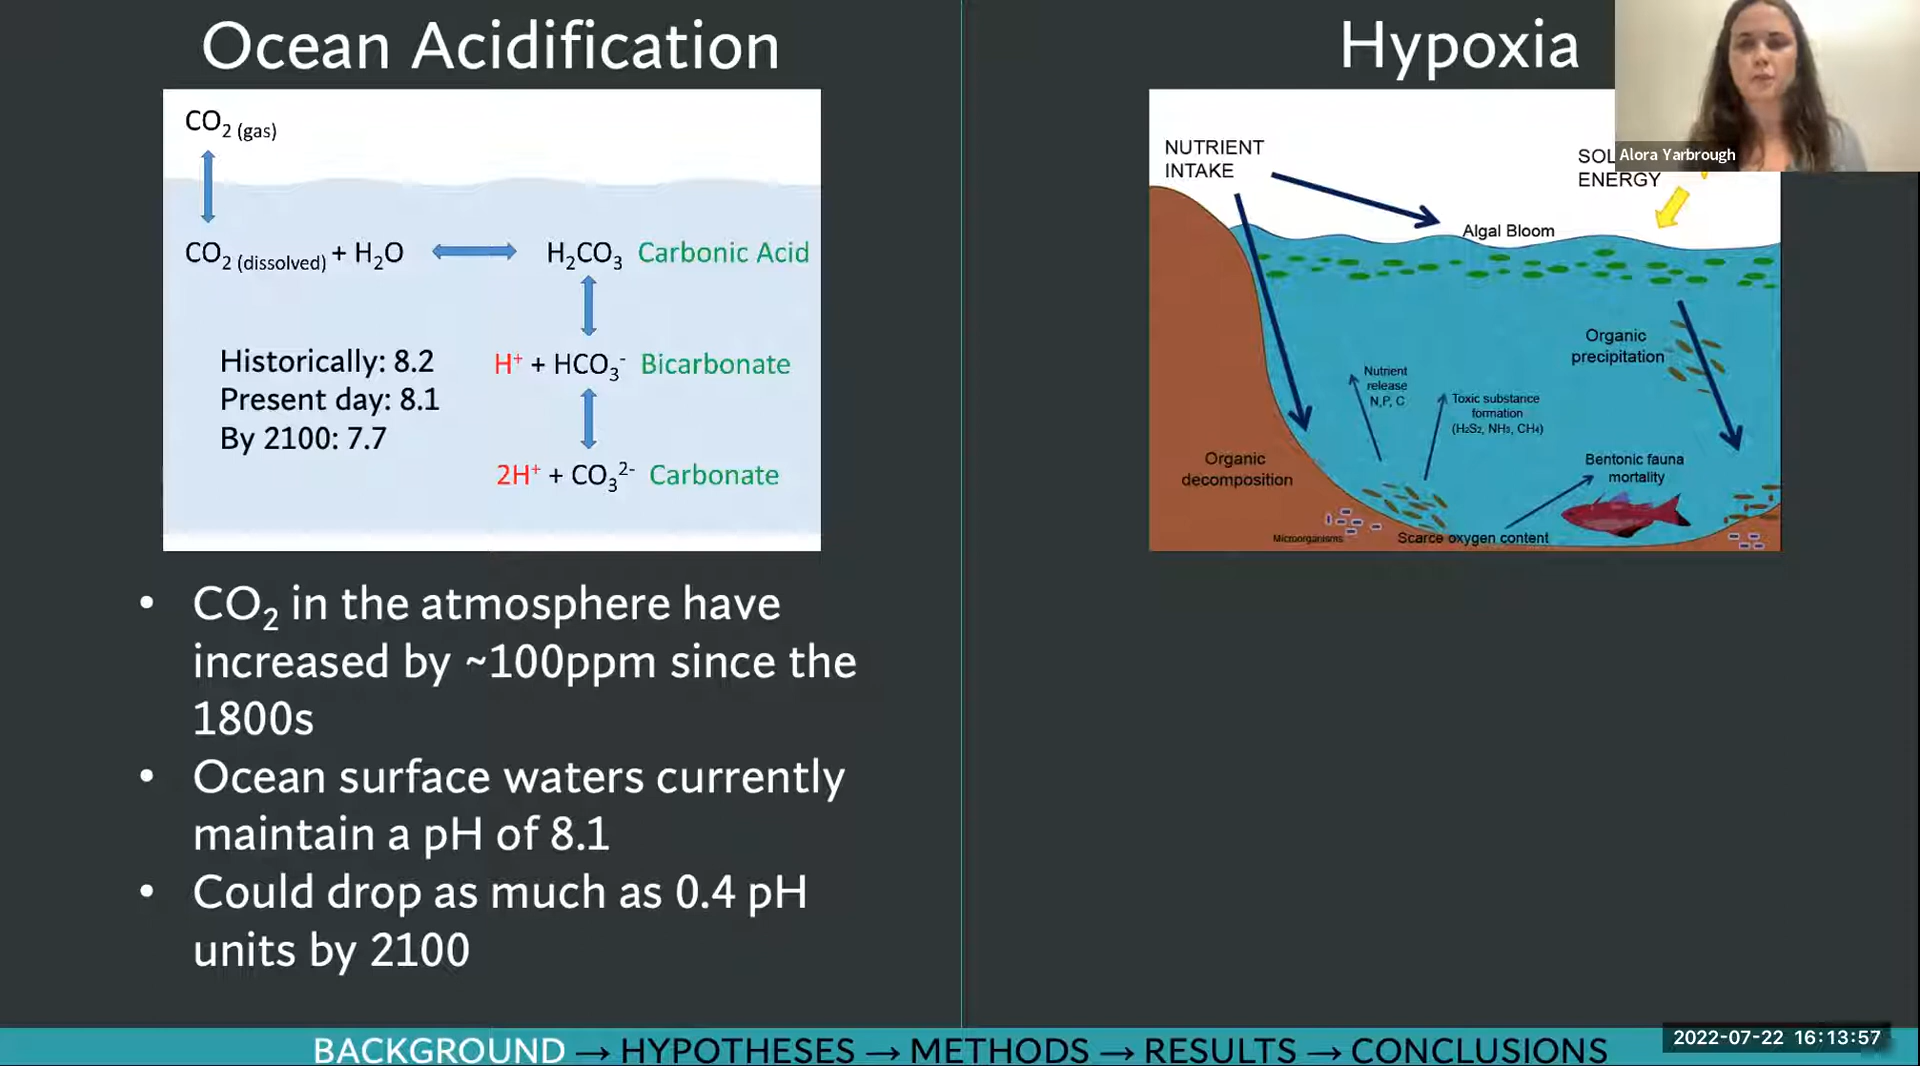 Ocean Acidification
CO2 (gas)
CO2 (dissolved) + H2O
H2CO3 Carbonic Acid
Historically: 8.2
Present day: 8.1
By 2100: 7.7
H+ + HCO3- Bicarbonate
2H+ + CO3 2- Carbonate
• CO2 in the atmosphere have
increased by ~100ppm since the
1800s
• Ocean surface waters currently
maintain a pH of 8.1
• Could drop as much as 0.4 pH
units by 2100
Hypoxia
Alora Yarbrough
NUTRIENT
INTAKE
SOL
ENERGY
Algal Bloom
Organic
precipitation
Nutrient
release
N,P, C
Toxic substance
formation
(H2S2, NH3, CH4)
Organic
decomposition
Bentonic fauna
mortality
Microorganisms
Scarce oxygen content
BACKGROUND → HYPOTHESES → METHODS → RESULTS → CONCLUSIONS
2022-07-22 16:13:57